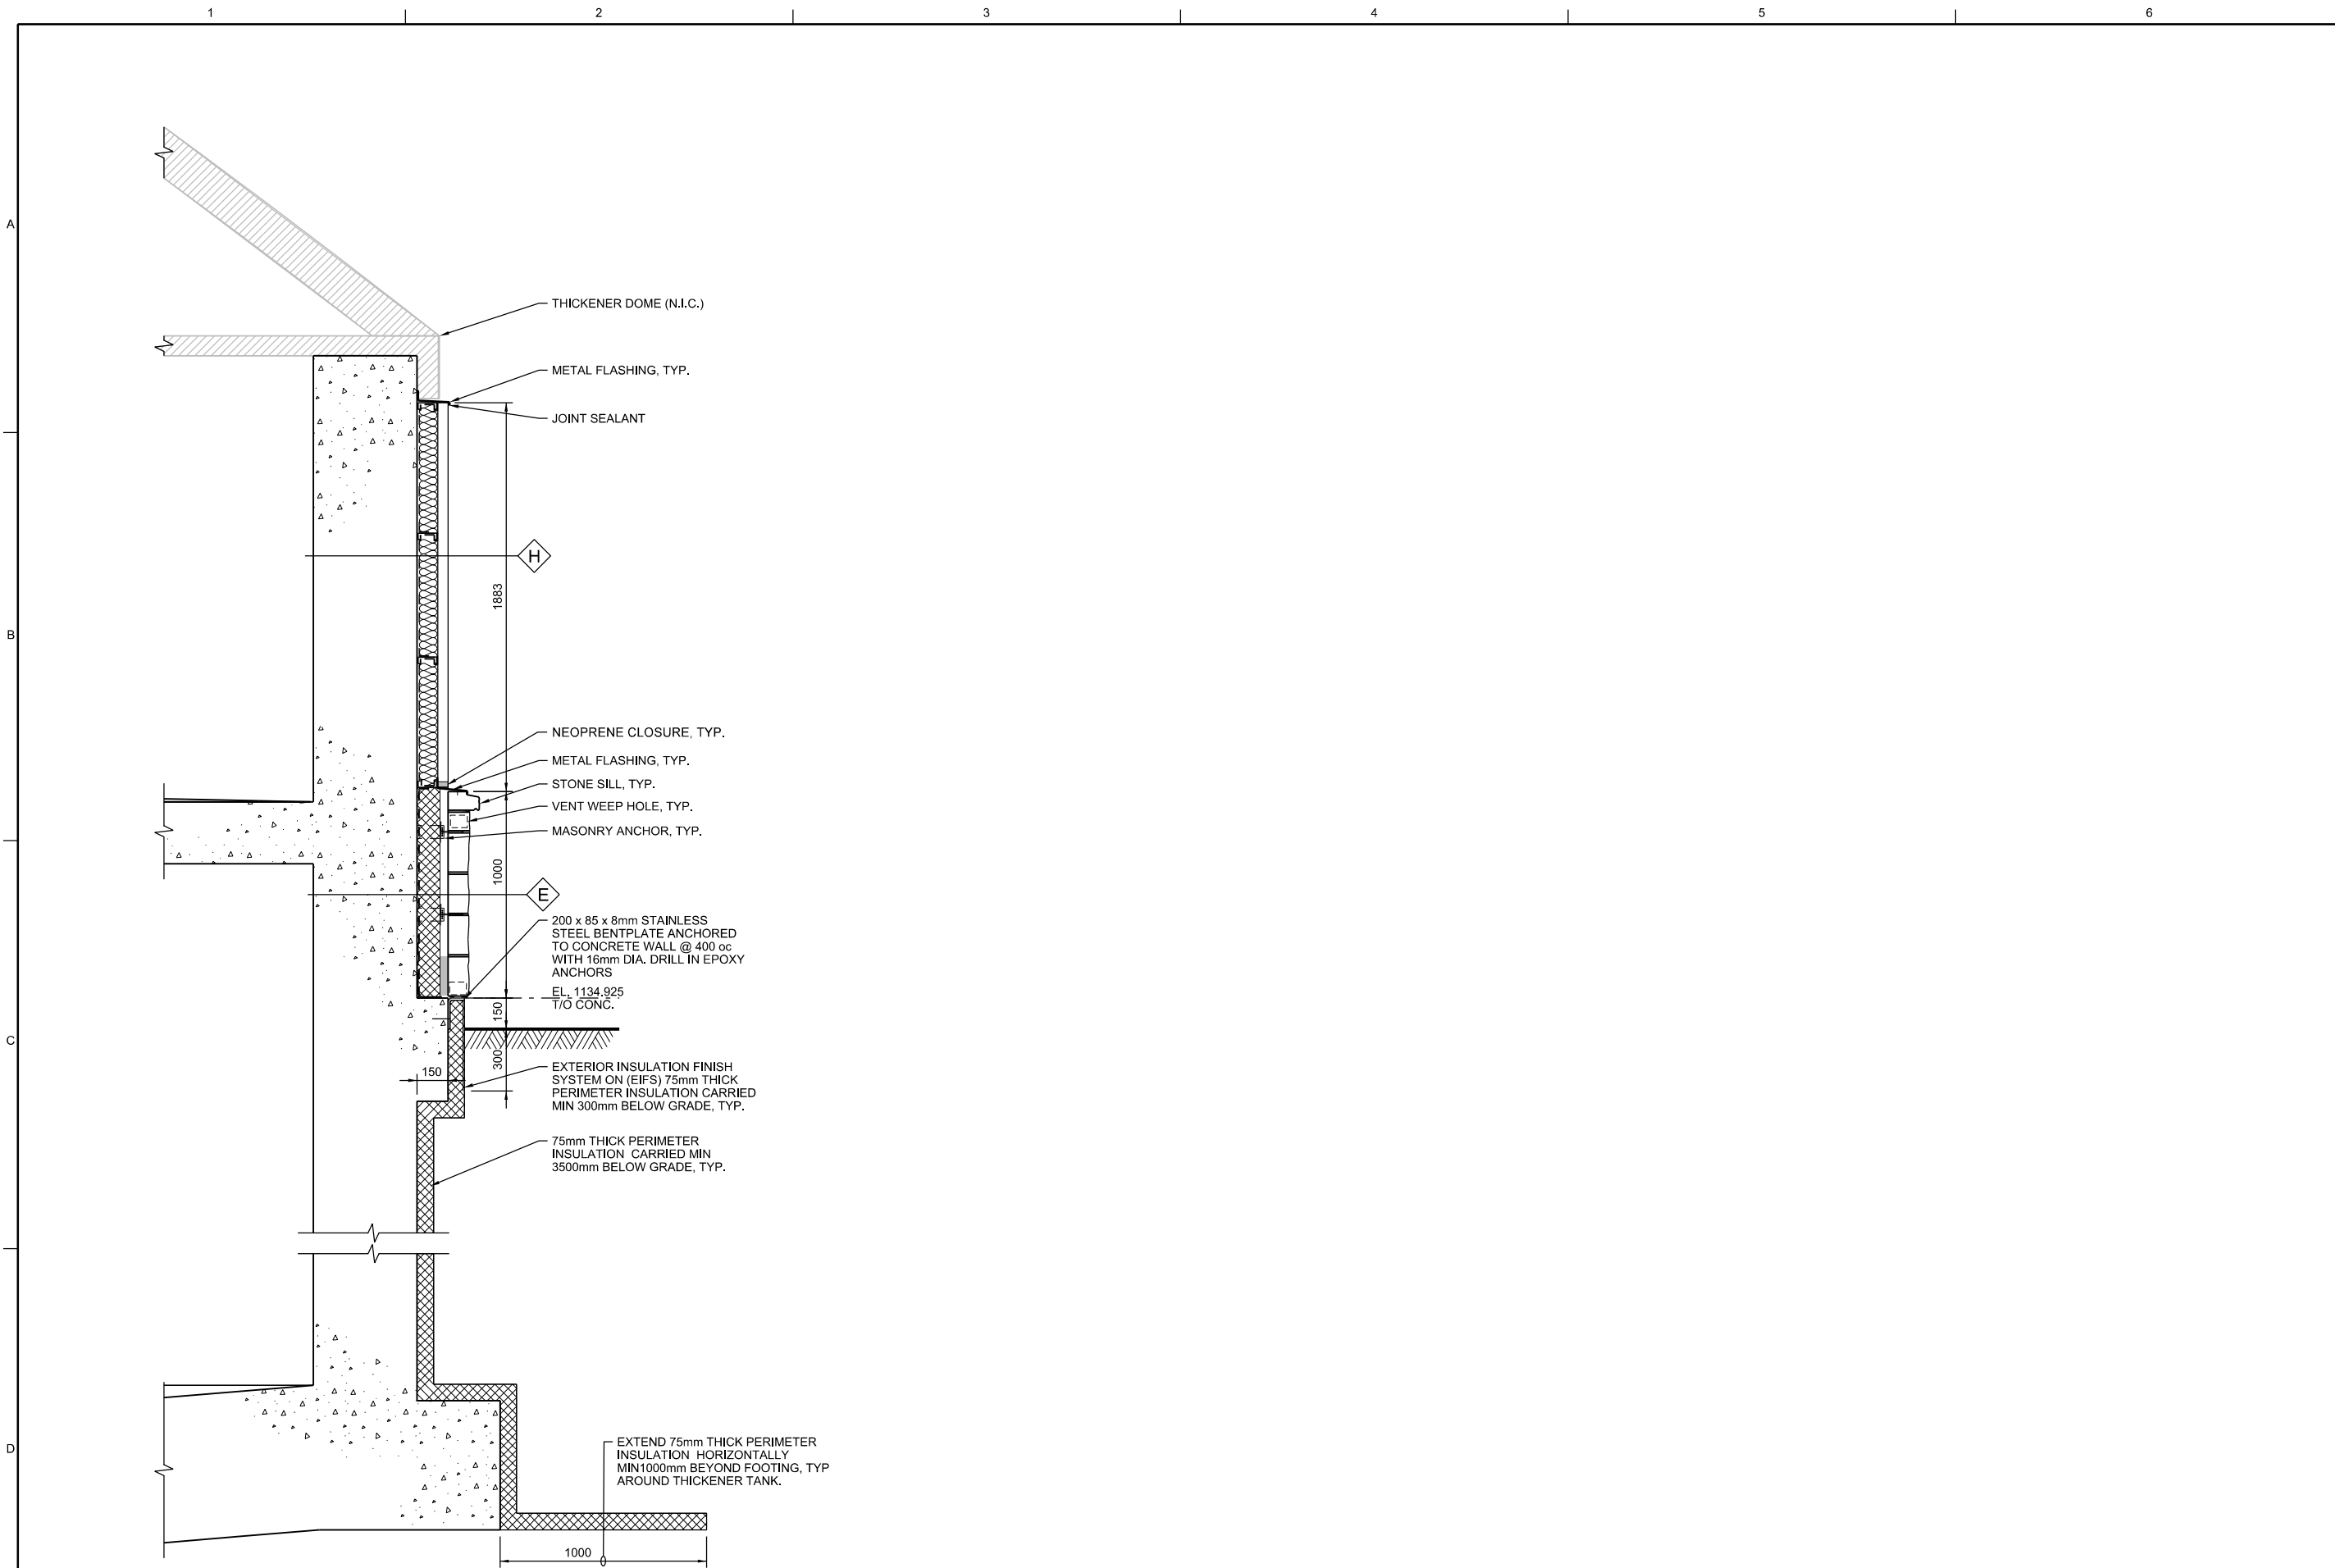 1
2
3
4
5
6
A
THICKENER DOME (N.I.C.)
METAL FLASHING, TYP.
JOINT SEALANT
H
1883
B
NEOPRENE CLOSURE, TYP.
METAL FLASHING, TYP.
STONE SILL, TYP.
VENT WEEP HOLE, TYP.
MASONRY ANCHOR, TYP.
1000
E
200 x 85 x 8mm STAINLESS
STEEL BENTPLATE ANCHORED
TO CONCRETE WALL @ 400 oc
WITH 16mm DIA. DRILL IN EPOXY
ANCHORS
EL. 1134.925
T/O CONC.
150
C
300
150
EXTERIOR INSULATION FINISH
SYSTEM ON (EIFS) 75mm THICK
PERIMETER INSULATION CARRIED
MIN 300mm BELOW GRADE, TYP.
75mm THICK PERIMETER
INSULATION CARRIED MIN
3500mm BELOW GRADE, TYP.
D
EXTEND 75mm THICK PERIMETER
INSULATION HORIZONTALLY
MIN1000mm BEYOND FOOTING, TYP
AROUND THICKENER TANK.
1000